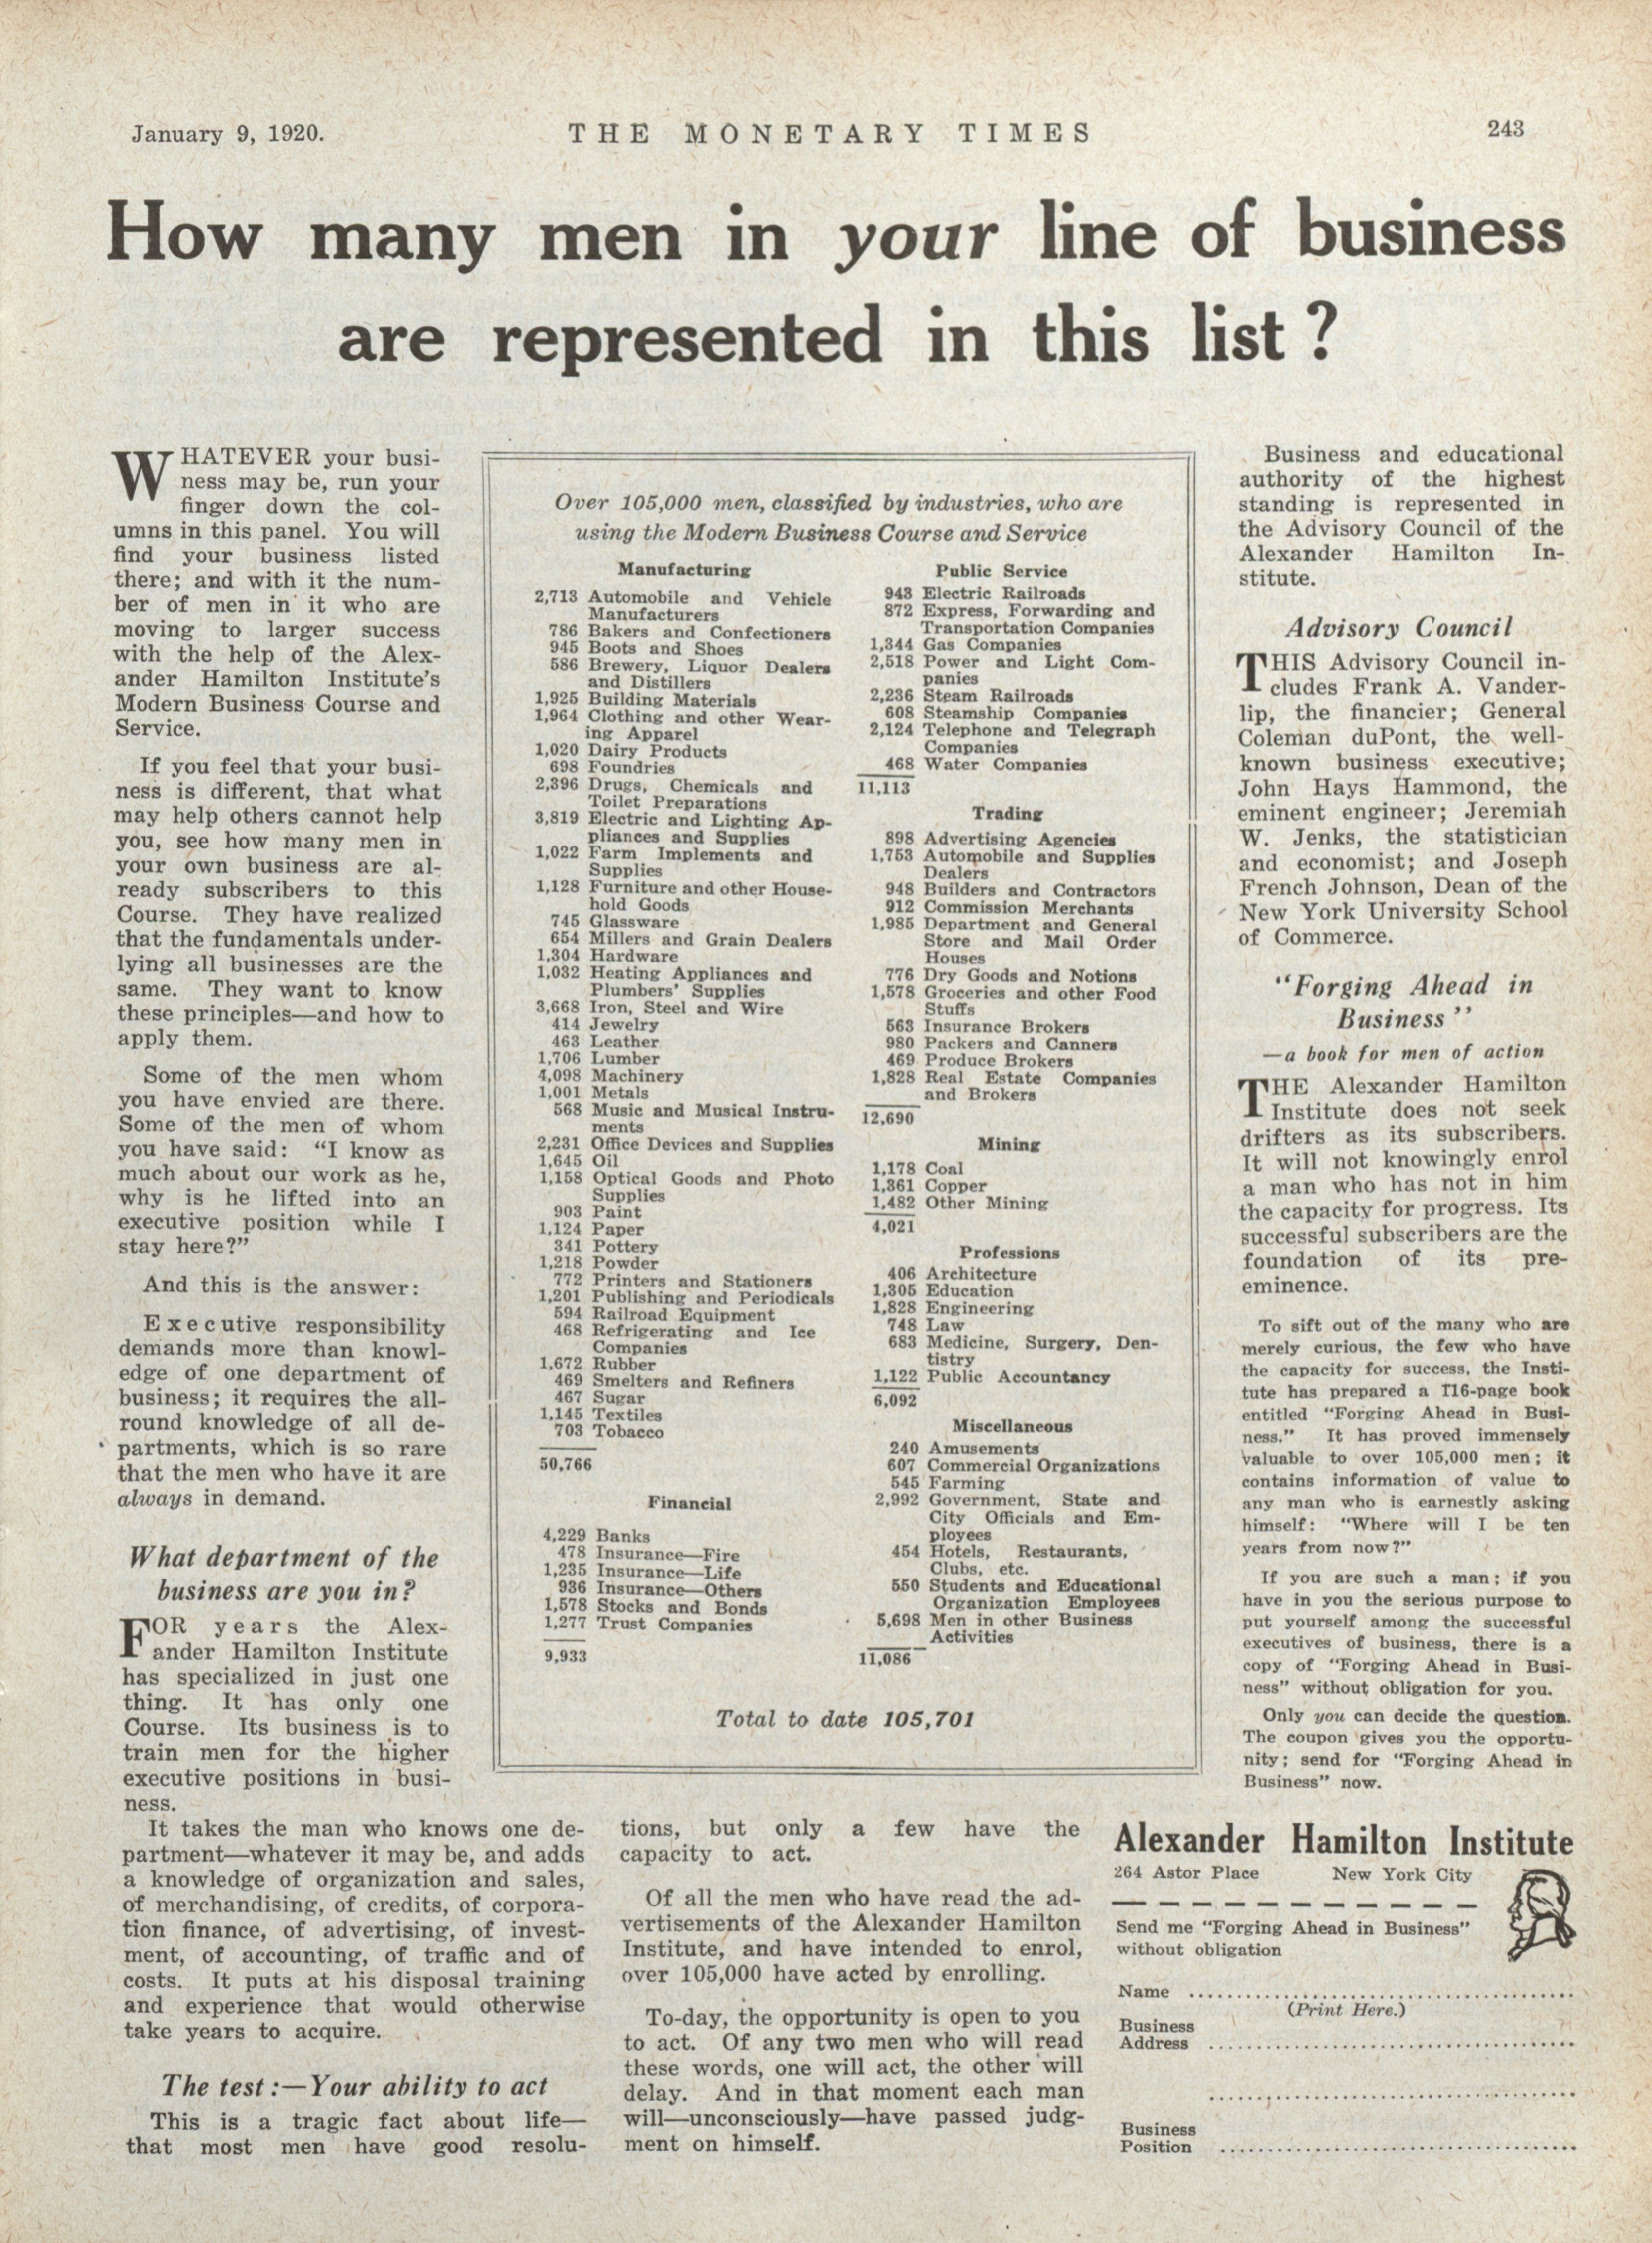 January 9, 1920.
THE MONETARY TIMES
243
How many men in your line of business
are represented in this list?
WHATEVER your busi-
ness may be, run your
finger down the col-
umns in this panel. You will
find your business listed
there; and with it the num-
ber of men in it who are
moving to larger success
with the help of the Alex-
ander Hamilton Institute's
Modern Business Course and
Service.
If you feel that your busi-
ness is different, that what
may help others cannot help
you, see how many men in
your own business are al-
ready subscribers to this
Course. They have realized
that the fundamentals under-
lying all businesses are the
same. They want to know
these principles—and how to
apply them.
Some of the men whom
you have envied are there.
Some of the men of whom
you have said: "I know as
much about our work as he,
why is he lifted into an
executive position while I
stay here?"
And this is the answer:
Executive responsibility
demands more than knowl-
edge of one department of
business; it requires the all-
round knowledge of all de-
partments, which is so rare
that the men who have it are
always in demand.
What department of the
business are you in?
FOR years the Alex-
ander Hamilton Institute
has specialized in just one
thing. It has only one
Course. Its business is to
train men for the higher
executive positions in busi-
ness.
It takes the man who knows one de-
partment—whatever it may be, and adds
a knowledge of organization and sales,
of merchandising, of credits, of corpora-
tion finance, of advertising, of invest-
ment, of accounting, of traffic and of
costs. It puts at his disposal training
and experience that would otherwise
take years to acquire.
The test:—Your ability to act
This is a tragic fact about life—
that most men have good resolu-
Over 105,000 men, classified by industries, who are
using the Modern Business Course and Service
Manufacturing
2,713 Automobile and Vehicle
Manufacturers
786 Bakers and Confectioners
945 Boots and Shoes
586 Brewery, Liquor Dealers
and Distillers
1,925 Building Materials
1,964 Clothing and other Wear-
ing Apparel
1,020 Dairy Products
698 Foundries
2,396 Drugs, Chemicals and
Toilet Preparations
3,819 Electric and Lighting Ap-
pliances and Supplies
1,022 Farm Implements and
Supplies
1,128 Furniture and other House-
hold Goods
745 Glassware
654 Millers and Grain Dealers
1,304 Hardware
1,032 Heating Appliances and
Plumbers' Supplies
3,668 Iron, Steel and Wire
414 Jewelry
463 Leather
1,706 Lumber
4,098 Machinery
1,001 Metals
568 Music and Musical Instru-
ments
2,231 Office Devices and Supplies
1,645 Oil
1,158 Optical Goods and Photo
Supplies
903 Paint
1,124 Paper
341 Pottery
1,218 Powder
772 Printers and Stationers
1,201 Publishing and Periodicals
594 Railroad Equipment
468 Refrigerating and Ice
Companies
1,672 Rubber
469 Smelters and Refiners
467 Sugar
1,145 Textiles
703 Tobacco
50,766
Financial
4,229 Banks
478 Insurance—Fire
1,235 Insurance—Life
936 Insurance—Others
1,578 Stocks and Bonds
1,277 Trust Companies
9,933
Public Service
943 Electric Railroads
872 Express, Forwarding and
Transportation Companies
1,344 Gas Companies
2,518 Power and Light Com-
panies
2,236 Steam Railroads
608 Steamship Companies
2,124 Telephone and Telegraph
Companies
468 Water Companies
11,113
Trading
898 Advertising Agencies
1,753 Automobile and Supplies
Dealers
948 Builders and Contractors
912 Commission Merchants
1,985 Department and General
Store and Mail Order
Houses
776 Dry Goods and Notions
1,578 Groceries and other Food
Stuffs
563 Insurance Brokers
980 Packers and Canners
469 Produce Brokers
1,828 Real Estate Companies
and Brokers
12,690
Mining
1,178 Coal
1,361 Copper
1,482 Other Mining
4,021
Professions
406 Architecture
1,305 Education
1,828 Engineering
748 Law
683 Medicine, Surgery, Den-
tistry
1,122 Public Accountancy
6,092
Miscellaneous
240 Amusements
607 Commercial Organizations
545 Farming
2,992 Government, State and
City Officials and Em-
ployees
454 Hotels, Restaurants,
Clubs, etc.
550 Students and Educational
Organization Employees
5,698 Men in other Business
Activities
11,086
Total to date 105,701
tions, but only a few have the
capacity to act.
Of all the men who have read the ad-
vertisements of the Alexander Hamilton
Institute, and have intended to enrol,
over 105,000 have acted by enrolling.
To-day, the opportunity is open to you
to act. Of any two men who will read
these words, one will act, the other will
delay. And in that moment each man
will—unconsciously—have passed judg-
ment on himself.
Business and educational
authority of the highest
standing is represented in
the Advisory Council of the
Alexander Hamilton In-
stitute.
Advisory Council
THIS Advisory Council in-
cludes Frank A. Vander-
lip, the financier; General
Coleman duPont, the well-
known business executive;
John Hays Hammond, the
eminent engineer; Jeremiah
W. Jenks, the statistician
and economist; and Joseph
French Johnson, Dean of the
New York University School
of Commerce.
"Forging Ahead in
Business"
—a book for men of action
THE Alexander Hamilton
Institute does not seek
drifters as its subscribers.
It will not knowingly enrol
a man who has not in him
the capacity for progress. Its
successful subscribers are the
foundation of its pre-
eminence.
To sift out of the many who are
merely curious, the few who have
the capacity for success, the Insti-
tute has prepared a 116-page book
entitled "Forging Ahead in Busi-
ness." It has proved immensely
valuable to over 105,000 men; it
contains information of value to
any man who is earnestly asking
himself: "Where will I be ten
years from now?"
If you are such a man; if you
have in you the serious purpose to
put yourself among the successful
executives of business, there is a
copy of "Forging Ahead in Busi-
ness" without obligation for you.
Only you can decide the question.
The coupon gives you the opportu-
nity; send for "Forging Ahead in
Business" now.
Alexander Hamilton Institute
264 Astor Place New York City
Send me "Forging Ahead in Business"
without obligation
Name
(Print Here.)
Business
Address
Business
Position